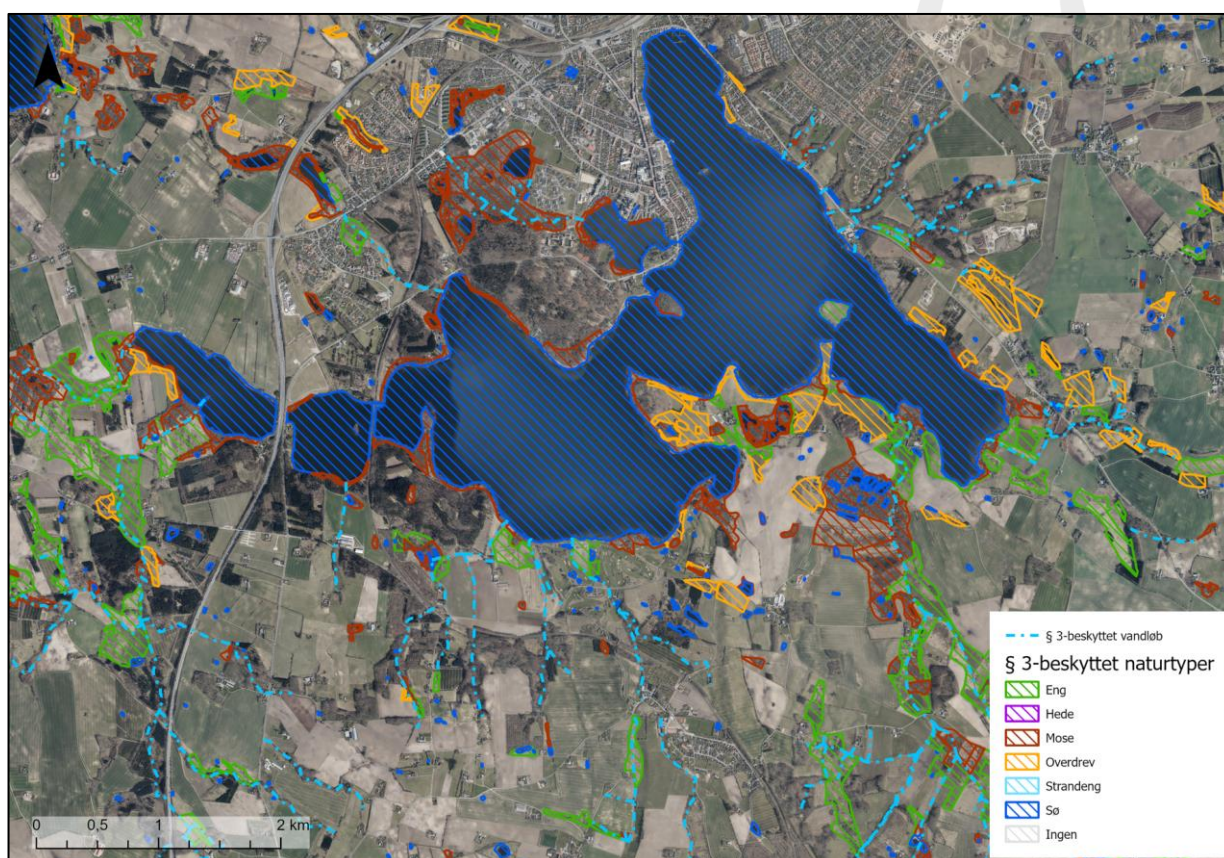 N
§ 3-beskyttet vandløb
§ 3-beskyttet naturtyper
Eng
Hede
Mose
Overdrev
Strandeng
Sø
Ingen
0 0,5 1 2 km